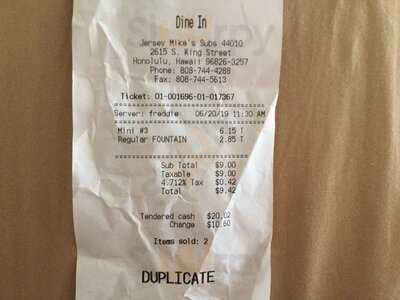 Dine In
Jersey Mike's Subs 44010
2615 S. King Street
Honolulu, Hawaii 96826-3257
Phone: 808-744-4288
Fax: 808-744-5613
Ticket: 01-001696-01-017367
Server: freddie 06/20/19 11:30 AM
Mini #3 6.15 T
Regular FOUNTAIN 2.85 T
Sub Total $9.00
Taxable $9.00
4.712% Tax $0.42
Total $9.42
Tendered cash $20.02
Change $10.60
Items sold: 2
DUPLICATE